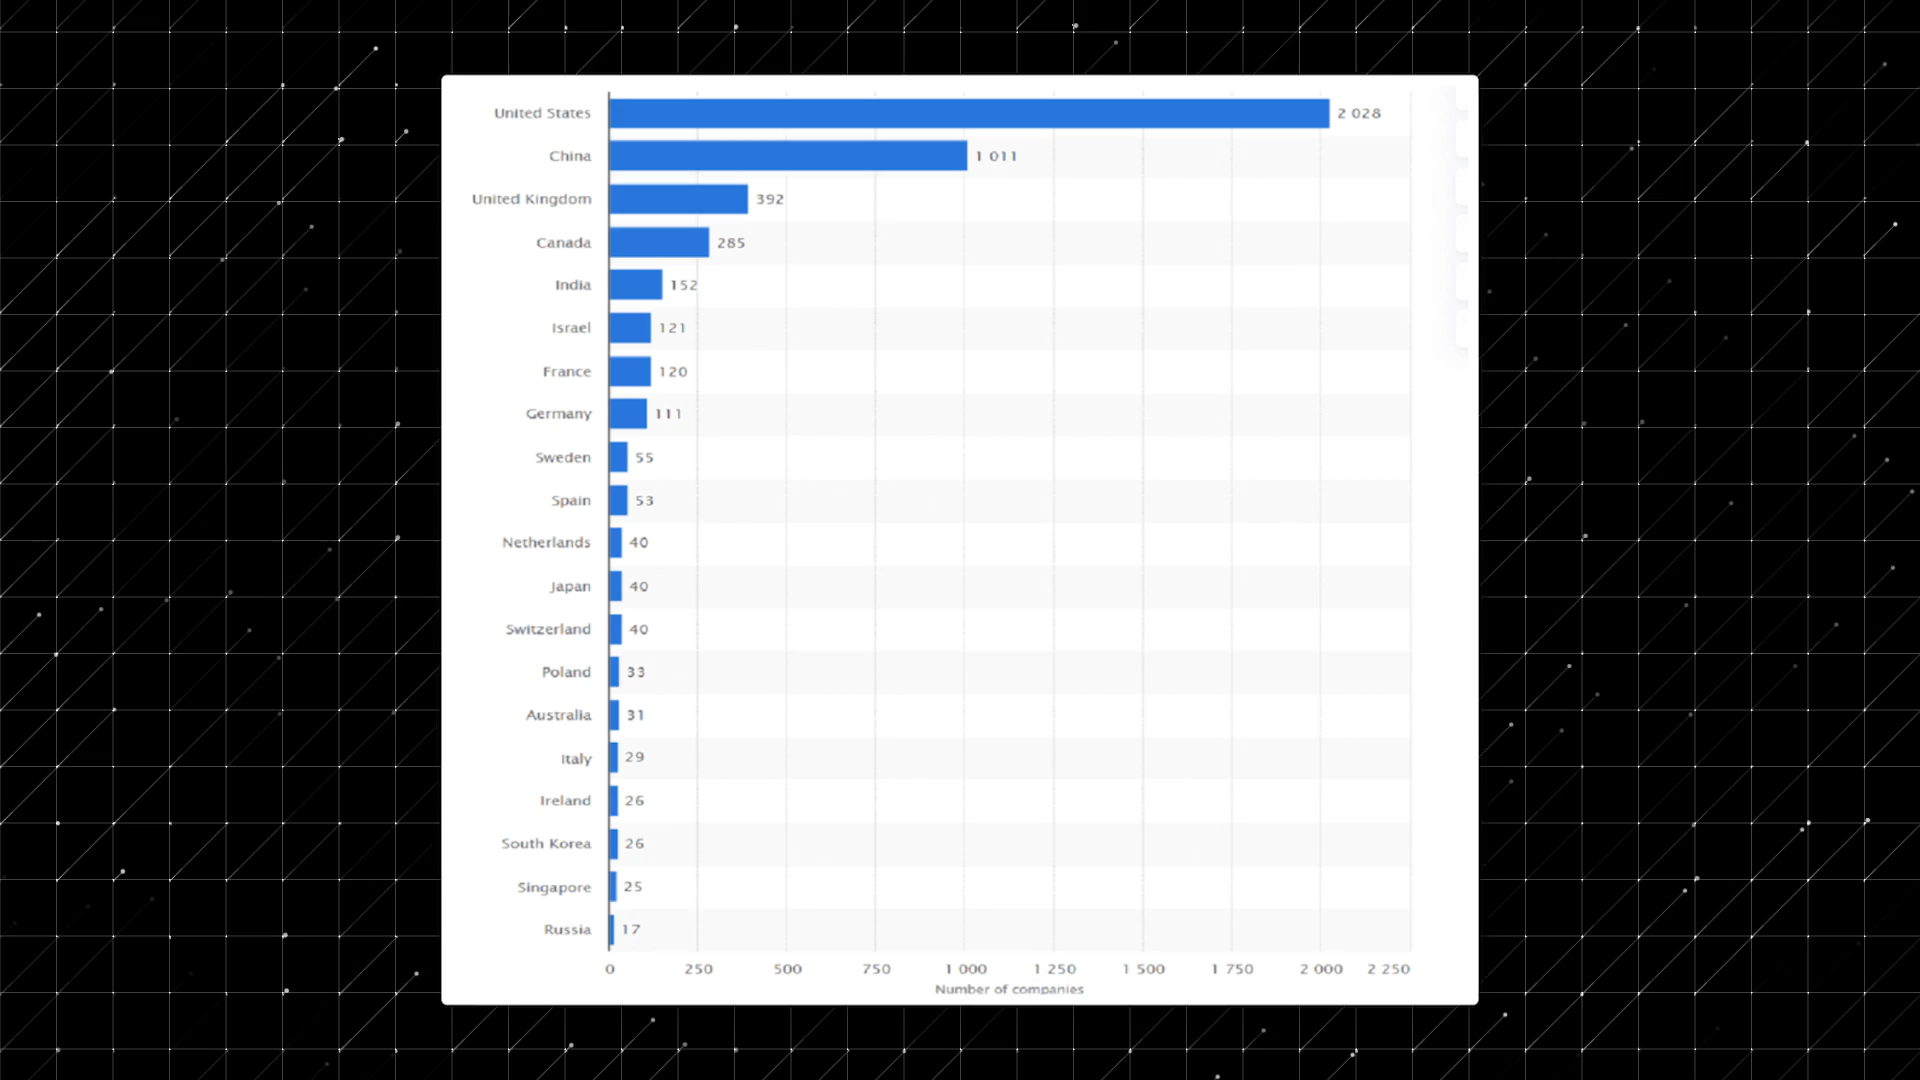 United States 2 028
China 1 011
United Kingdom 392
Canada 285
India 152
Israel 121
France 120
Germany 111
Sweden 55
Spain 53
Netherlands 40
Japan 40
Switzerland 40
Poland 33
Australia 31
Italy 29
Ireland 26
South Korea 26
Singapore 25
Russia 17
0 250 500 750 1 000 1 250 1 500 1 750 2 000 2 250
Number of companies